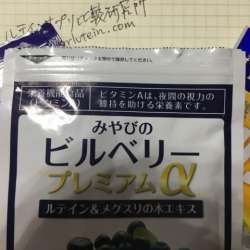 ルテインサプリ比較研究所
栄養機能食品
ビタミンA
ビタミンAは、夜間の視力の
維持を助ける栄養素です。
みやびの
ビルベリー
プレミアムα
ルテイン&メグスリの木エキス